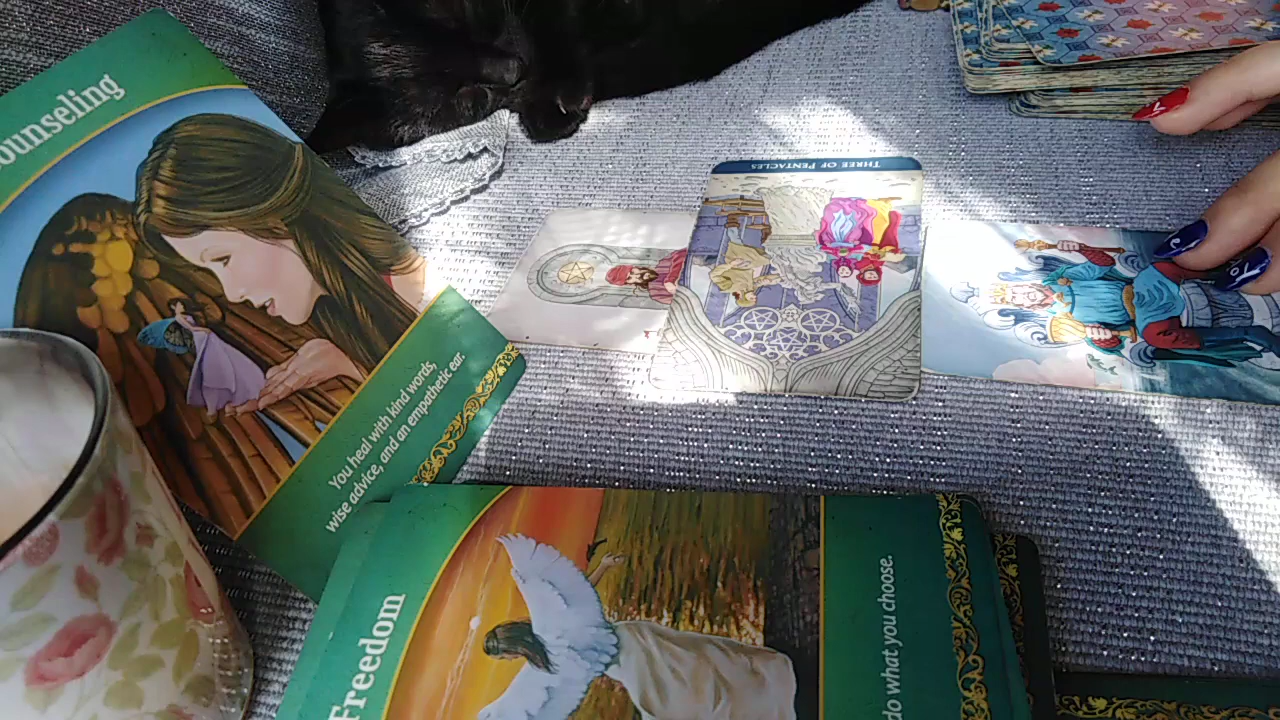 ounseling
You heal with kind words,
wise advice, and an empathetic ear.
THREE OF PENTACLES
Freedom
do what you choose.